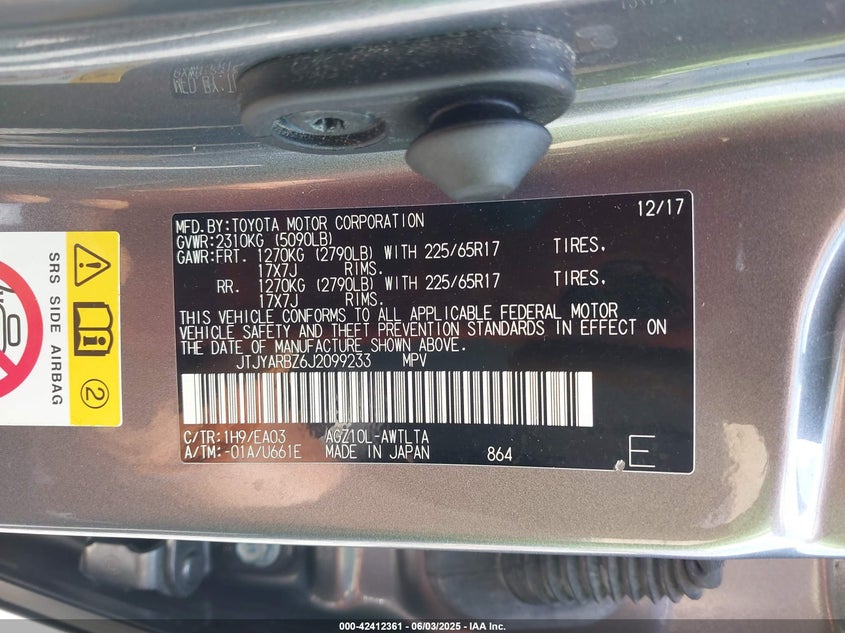 MFD.BY:TOYOTA MOTOR CORPORATION 12/17
GVWR:2310KG (5090LB)
GAWR:FRT. 1270KG (2790LB) WITH 225/65R17 TIRES,
17X7J RIMS.
RR. 1270KG (2790LB) WITH 225/65R17 TIRES,
17X7J RIMS.
THIS VEHICLE CONFORMS TO ALL APPLICABLE FEDERAL MOTOR
VEHICLE SAFETY AND THEFT PREVENTION STANDARDS IN EFFECT ON
THE DATE OF MANUFACTURE SHOWN ABOVE.
JTJYARBZ6J2099233 MPV
C/TR:1H9/EA03 AGZ10L-AWTLTA
A/TM:-01A/U661E MADE IN JAPAN 864 E
SRS SIDE AIRBAG
2
000-42412361 | 06/03/2025 - IAA Inc.